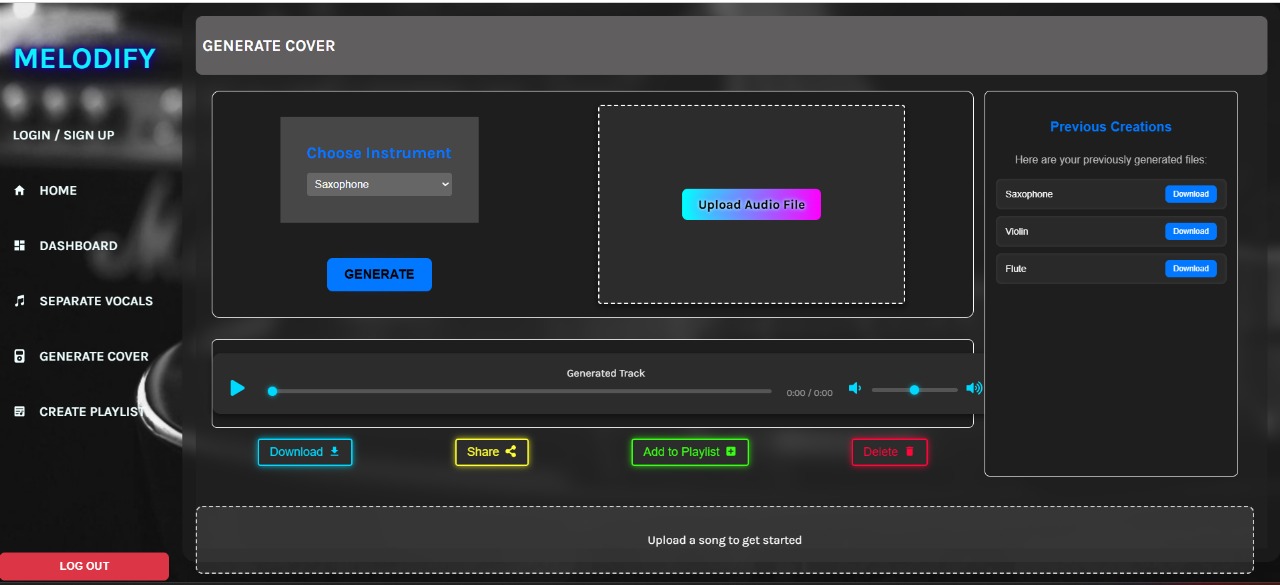 MELODIFY
LOGIN / SIGN UP
HOME
DASHBOARD
SEPARATE VOCALS
GENERATE COVER
CREATE PLAYLIST
LOG OUT
GENERATE COVER
Choose Instrument
Saxophone
GENERATE
Upload Audio File
Generated Track
0:00 / 0:00
Download
Share
Add to Playlist
Delete
Previous Creations
Here are your previously generated files:
Saxophone Download
Violin Download
Flute Download
Upload a song to get started